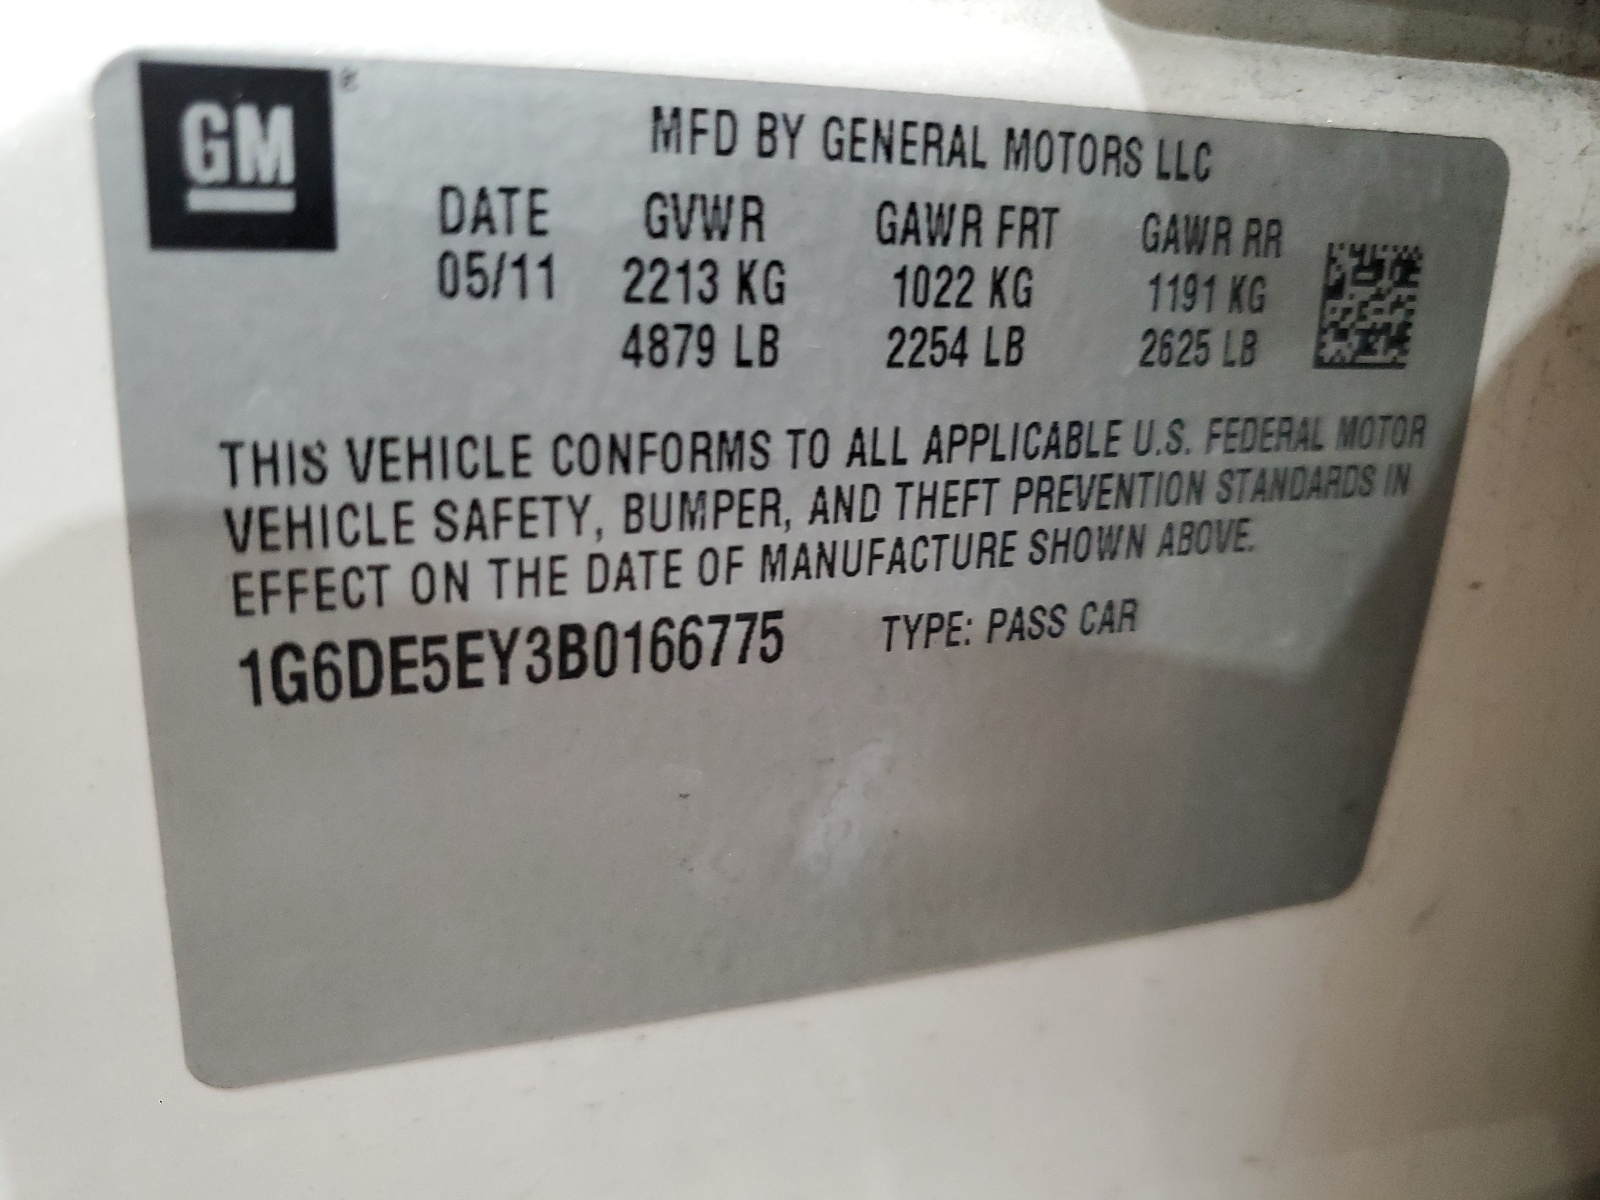 GM ®
MFD BY GENERAL MOTORS LLC
DATE GVWR GAWR FRT GAWR RR
05/11 2213 KG 1022 KG 1191 KG
4879 LB 2254 LB 2625 LB
THIS VEHICLE CONFORMS TO ALL APPLICABLE U.S. FEDERAL MOTOR
VEHICLE SAFETY, BUMPER, AND THEFT PREVENTION STANDARDS IN
EFFECT ON THE DATE OF MANUFACTURE SHOWN ABOVE.
1G6DE5EY3B0166775 TYPE: PASS CAR